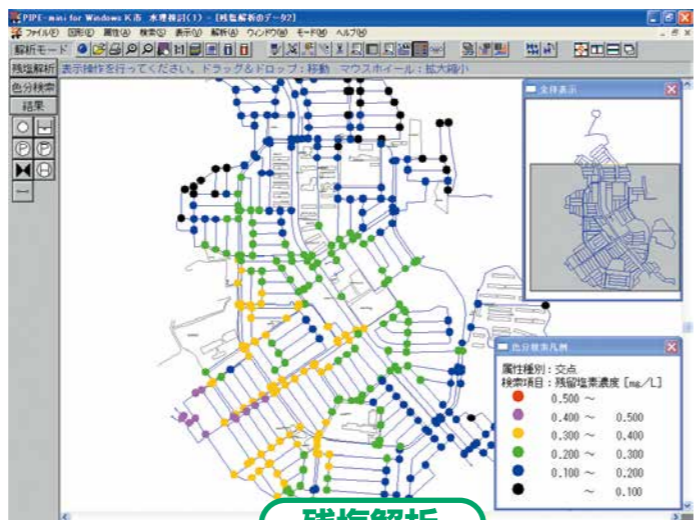 PIPE-mini for Windows K市 水理検討(1) - [残塩解析のデータ2]
ファイル(F) 図形(E) 属性(A) 検索(K) 表示(V) 解析(A) ウィンドウ(W) モード(M) ヘルプ(H)
解析モード
残塩解析 表示操作を行ってください。ドラッグ&ドロップ:移動 マウスホイール:拡大縮小
色分検索
結果
全体表示
色分検索凡例
属性種別:交点
検索項目:残留塩素濃度 [mg/L]
0.500 ～
0.400 ～ 0.500
0.300 ～ 0.400
0.200 ～ 0.300
0.100 ～ 0.200
～ 0.100
残塩解析